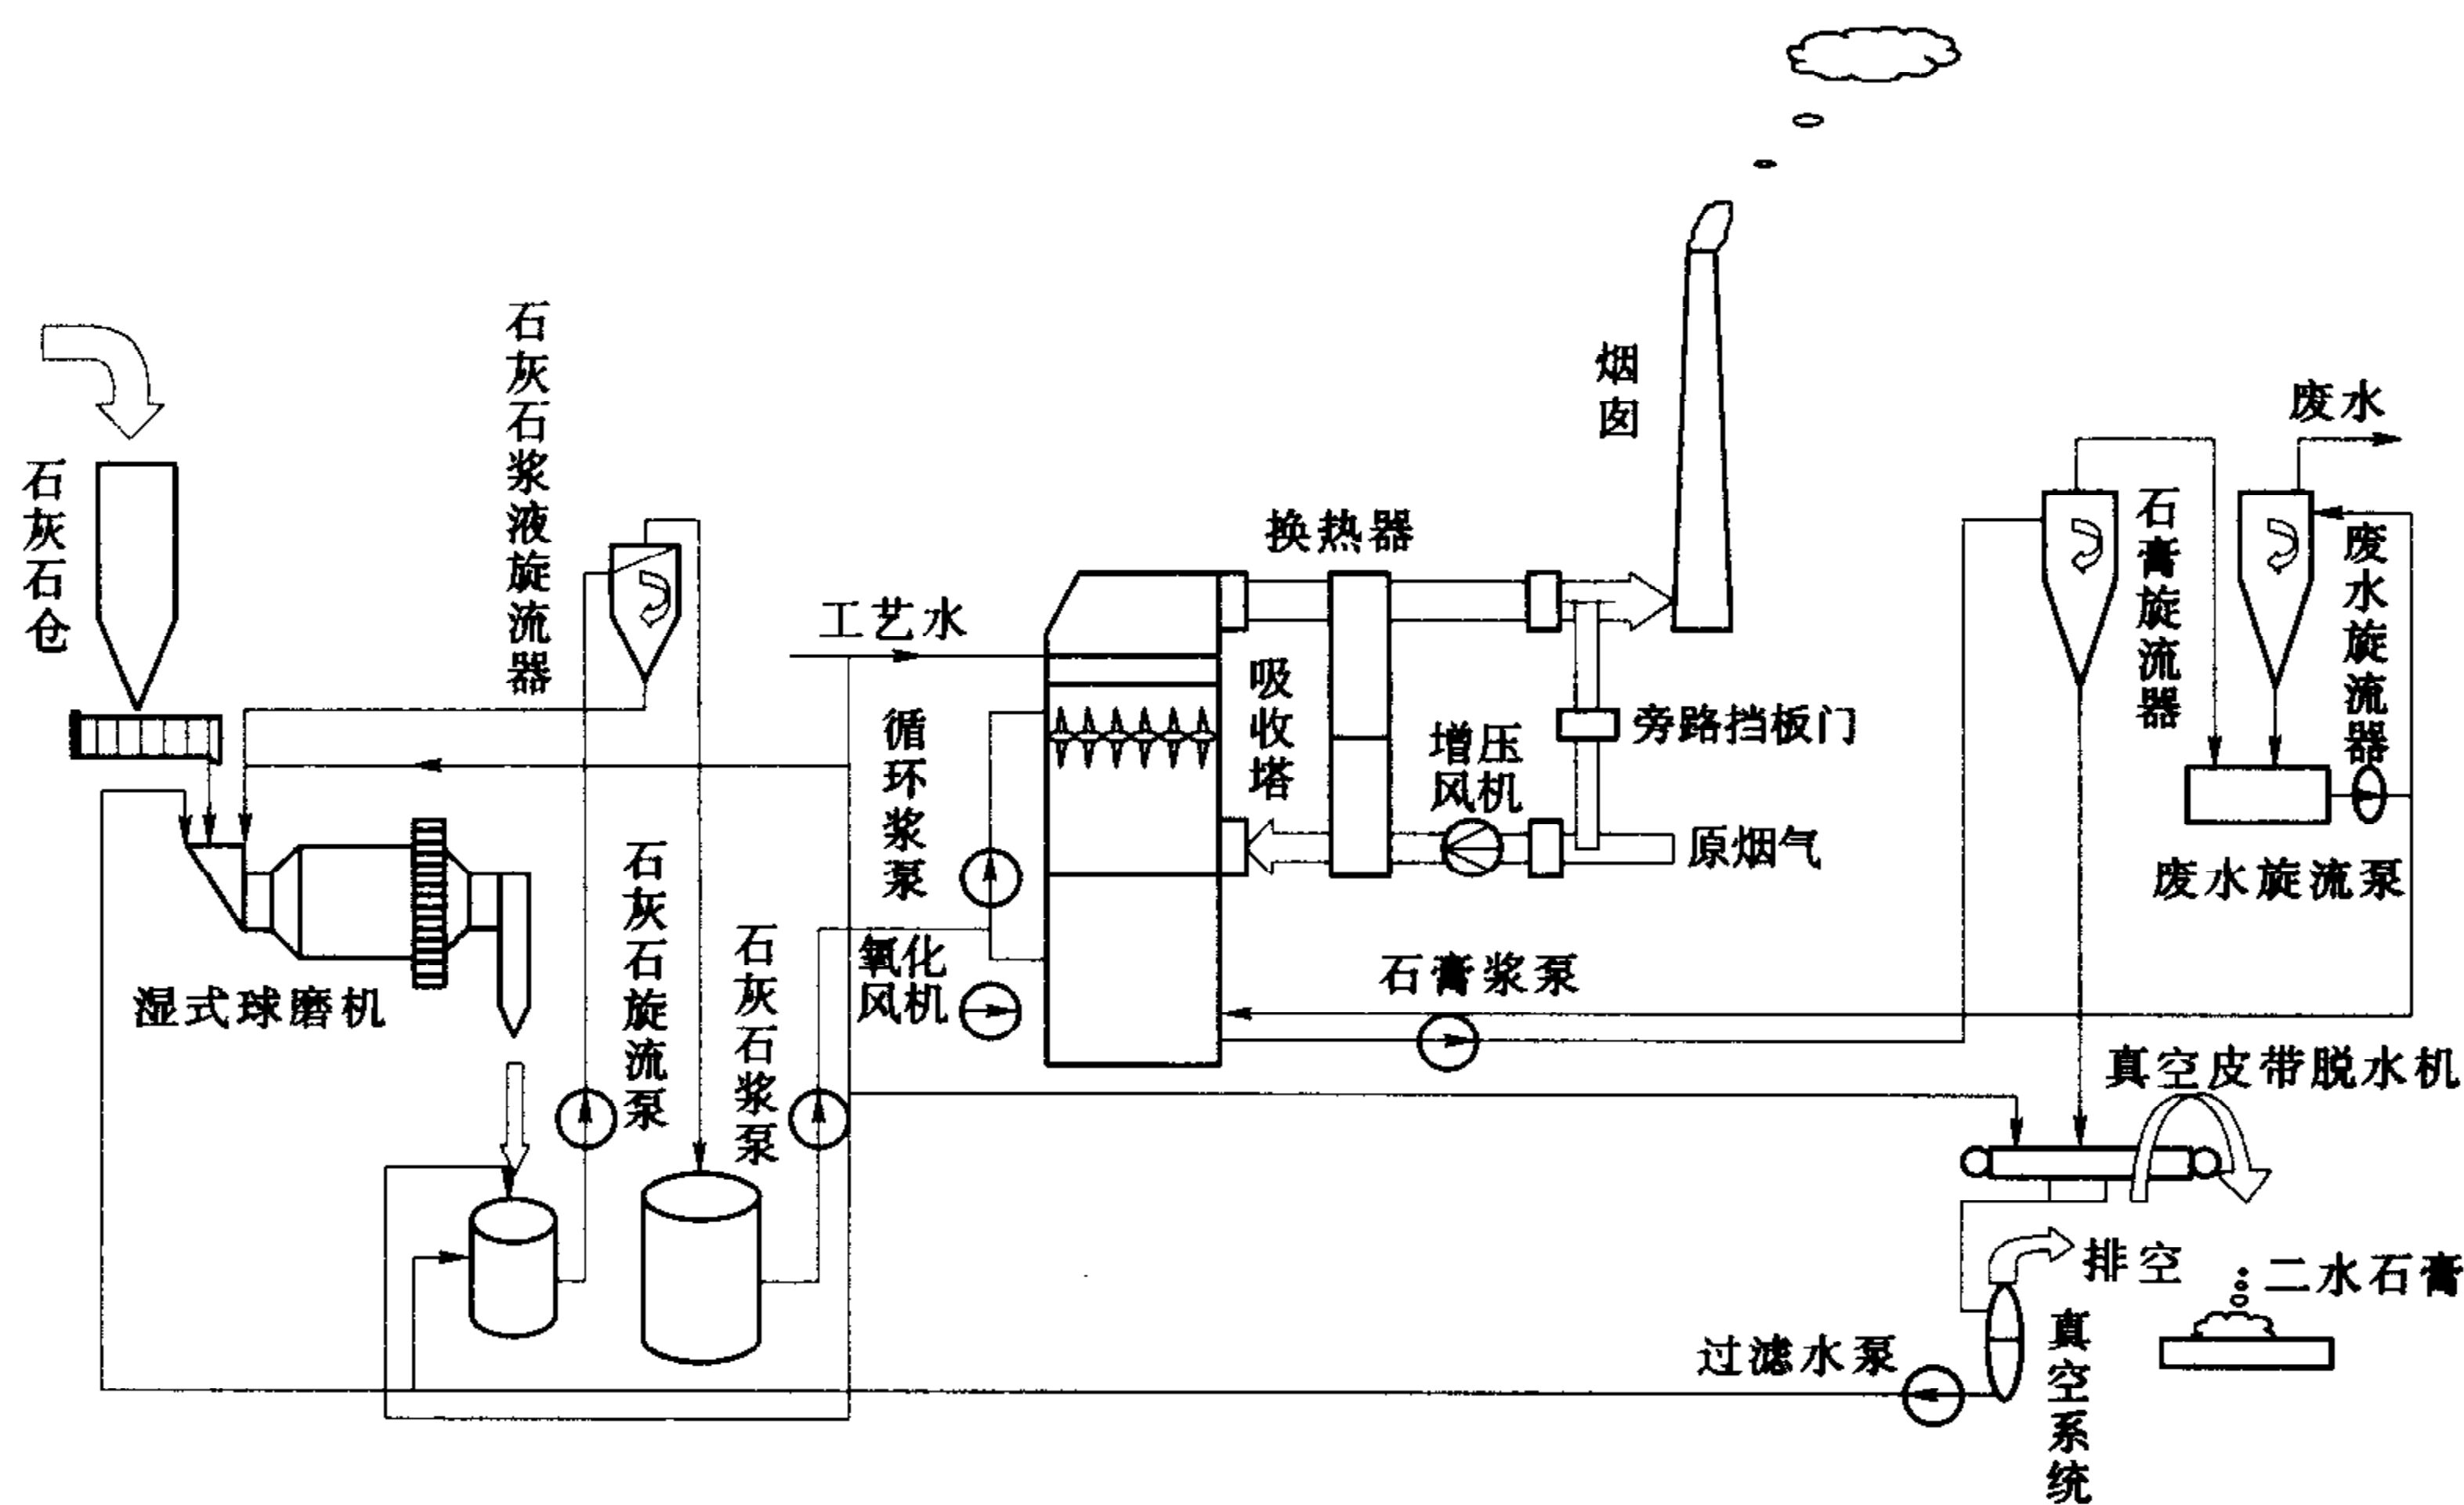 石灰石仓
石灰石浆液旋流器
湿式球磨机
石灰石旋流泵
石灰石浆泵
工艺水
循环浆泵
氧化
风机
换热器
吸收塔
增压
风机
烟囱
旁路挡板门
原烟气
石膏浆泵
石膏旋流器
废水
废水旋流器
废水旋流泵
真空皮带脱水机
排空
二水石膏
真空系统
过滤水泵